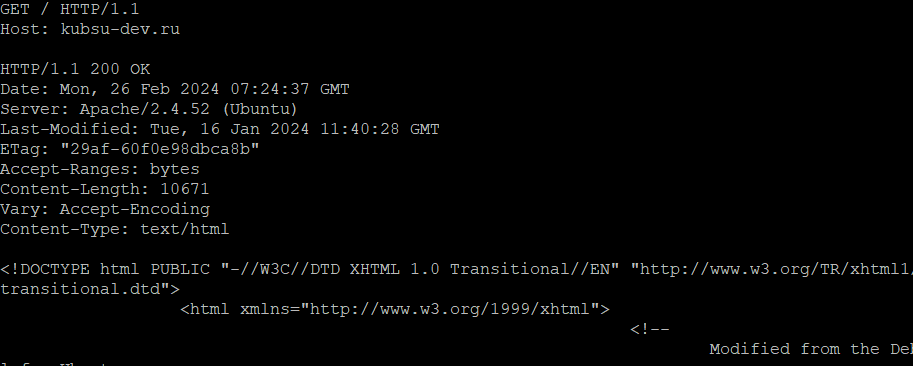 GET / HTTP/1.1
Host: kubsu-dev.ru
HTTP/1.1 200 OK
Date: Mon, 26 Feb 2024 07:24:37 GMT
Server: Apache/2.4.52 (Ubuntu)
Last-Modified: Tue, 16 Jan 2024 11:40:28 GMT
ETag: "29af-60f0e98dbca8b"
Accept-Ranges: bytes
Content-Length: 10671
Vary: Accept-Encoding
Content-Type: text/html
<!DOCTYPE html PUBLIC "-//W3C//DTD XHTML 1.0 Transitional//EN" "http://www.w3.org/TR/xhtml1/
transitional.dtd">
<html xmlns="http://www.w3.org/1999/xhtml">
<!--
Modified from the Deb